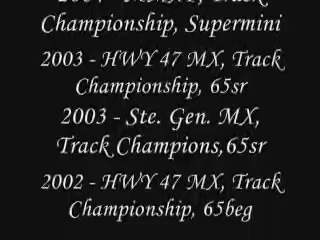 Track
Championship, Supermini
2003 - HWY 47 MX, Track
Championship, 65sr
2003 - Ste. Gen. MX,
Track Champions,65sr
2002 - HWY 47 MX, Track
Championship, 65beg